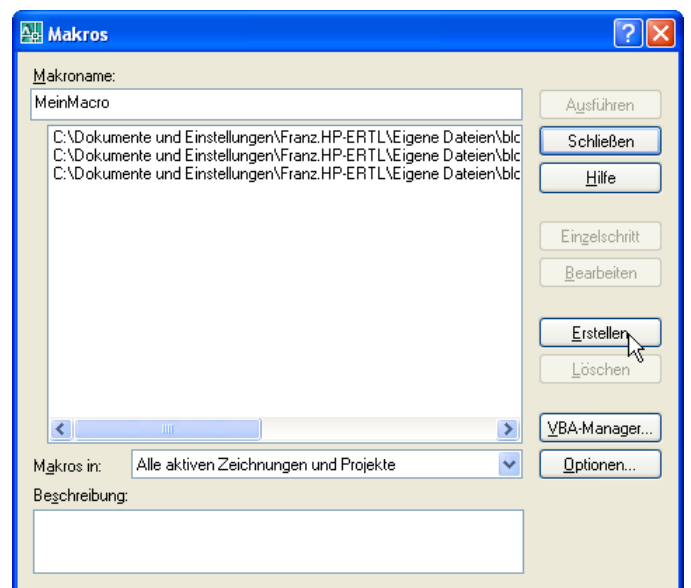 Makros
Makroname:
MeinMacro
Ausführen
C:\Dokumente und Einstellungen\Franz.HP-ERTL\Eigene Dateien\blc
C:\Dokumente und Einstellungen\Franz.HP-ERTL\Eigene Dateien\blc
C:\Dokumente und Einstellungen\Franz.HP-ERTL\Eigene Dateien\blc
Schließen
Hilfe
Einzelschritt
Bearbeiten
Erstellen
Löschen
VBA-Manager...
Makros in: Alle aktiven Zeichnungen und Projekte
Optionen...
Beschreibung: